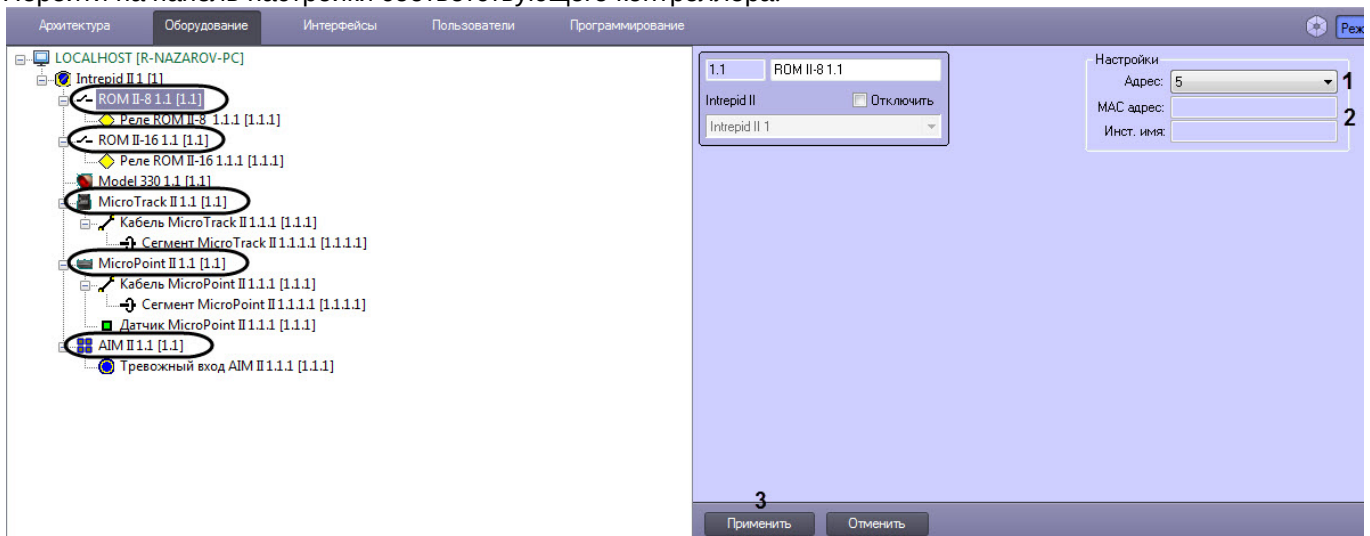 Перейти на панель настройки соответствующего контроллера.
Архитектура Оборудование Интерфейсы Пользователи Программирование Реж
LOCALHOST [R-NAZAROV-PC]
Intrepid II 1 [1]
ROM II-8 1.1 [1.1]
Реле ROM II-8 1.1.1 [1.1.1]
ROM II-16 1.1 [1.1]
Реле ROM II-16 1.1.1 [1.1.1]
Model 330 1.1 [1.1]
MicroTrack II 1.1 [1.1]
Кабель MicroTrack II 1.1.1 [1.1.1]
Сегмент MicroTrack II 1.1.1.1 [1.1.1.1]
MicroPoint II 1.1 [1.1]
Кабель MicroPoint II 1.1.1 [1.1.1]
Сегмент MicroPoint II 1.1.1.1 [1.1.1.1]
Датчик MicroPoint II 1.1.1 [1.1.1]
AIM II 1.1 [1.1]
Тревожный вход AIM II 1.1.1 [1.1.1]
1.1 ROM II-8 1.1
Intrepid II Отключить
Intrepid II 1
Настройки
Адрес: 5 1
MAC адрес:
2
Инст. имя:
3
Применить Отменить